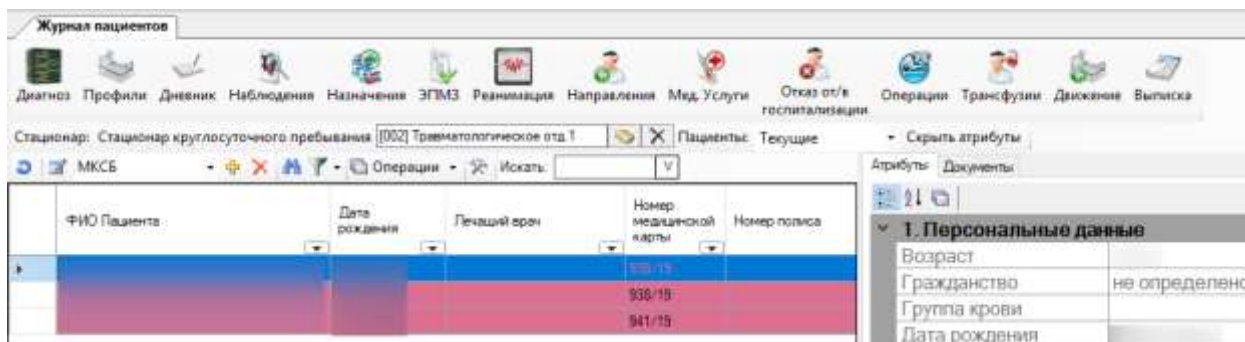 Журнал пациентов
Диагноз Профили Дневник Наблюдения Назначения ЭПМЗ Реанимация Направления Мед. Услуги Отказ от/в госпитализации Операции Трансфузии Движение Выписка
Стационар: Стационар круглосуточного пребывания [002] Травматологическое отд.1 Пациенты: Текущие Скрыть атрибуты
МКСБ Операции Искать:
Атрибуты Документы
ФИО Пациента
Дата рождения
Лечащий врач
Номер медицинской карты
Номер полиса
938/19
941/19
1. Персональные данные
Возраст
Гражданство не определено
Группа крови
Дата рождения